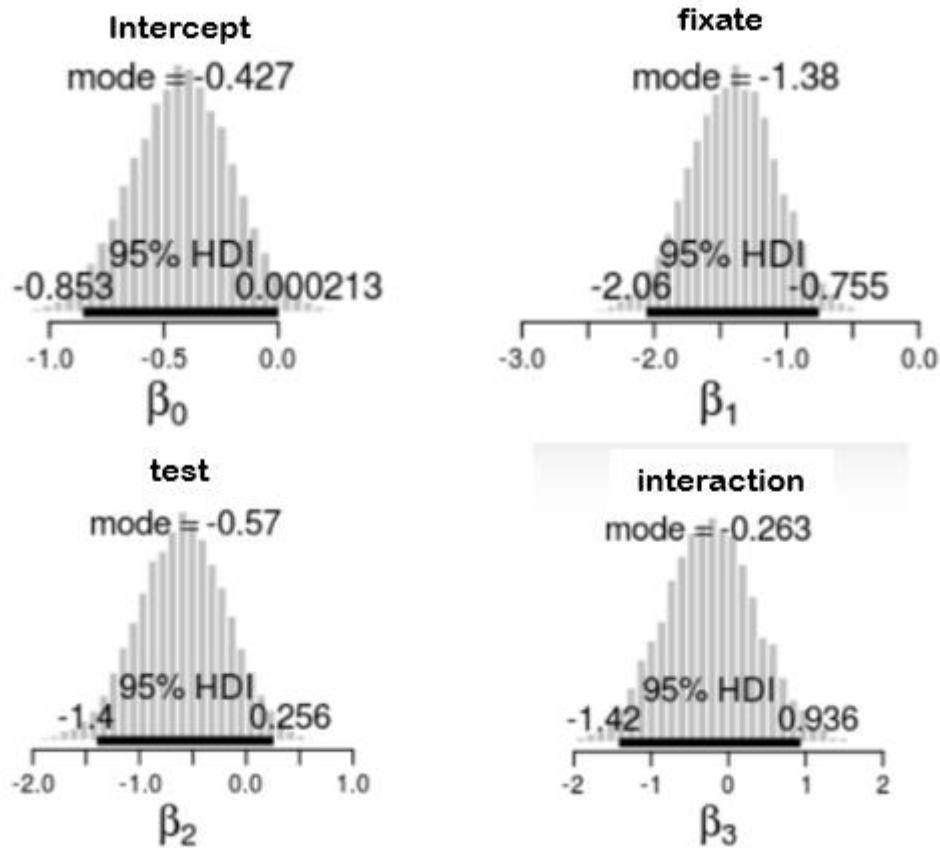 Intercept
mode = -0.427
95% HDI
-0.853 0.000213
-1.0 -0.5 0.0
β0
fixate
mode = -1.38
95% HDI
-2.06 -0.755
-3.0 -2.0 -1.0 0.0
β1
test
mode = -0.57
95% HDI
-1.4 0.256
-2.0 -1.0 0.0 1.0
β2
interaction
mode = -0.263
95% HDI
-1.42 0.936
-2 -1 0 1 2
β3